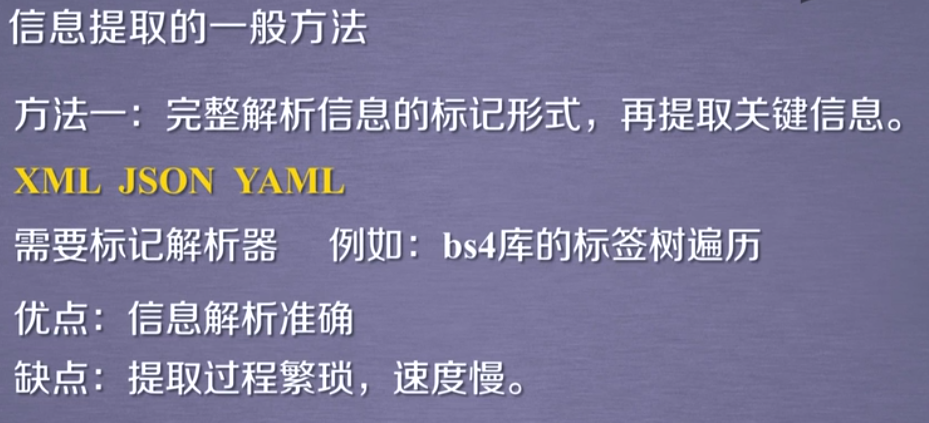 信息提取的一般方法
方法一：完整解析信息的标记形式，再提取关键信息。
XML JSON YAML
需要标记解析器 例如：bs4库的标签树遍历
优点：信息解析准确
缺点：提取过程繁琐，速度慢。